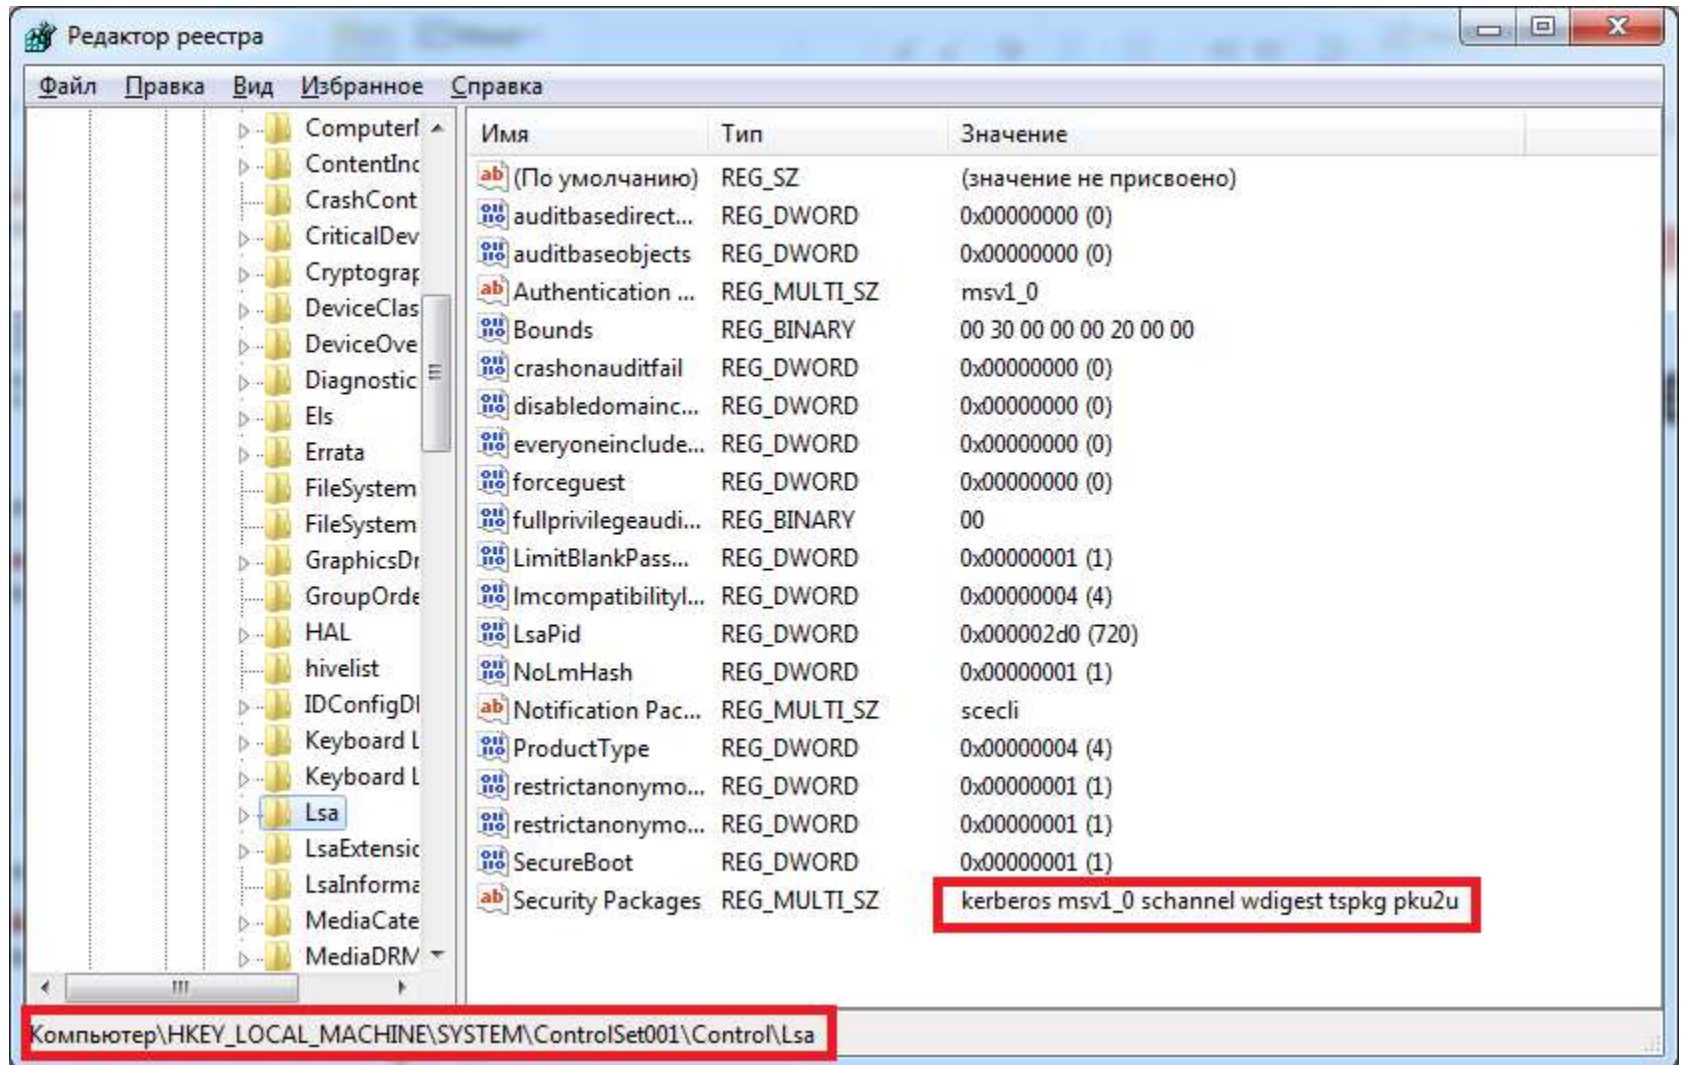 Редактор реестра
Файл Правка Вид Избранное Справка
ComputerN
ContentInc
CrashCont
CriticalDev
Cryptograp
DeviceClas
DeviceOve
Diagnostic
Els
Errata
FileSystem
FileSystem
GraphicsDr
GroupOrde
HAL
hivelist
IDConfigDI
Keyboard L
Keyboard L
Lsa
LsaExtensic
LsaInforma
MediaCate
MediaDRM
Имя Тип Значение
(По умолчанию) REG_SZ (значение не присвоено)
auditbasedirect... REG_DWORD 0x00000000 (0)
auditbaseobjects REG_DWORD 0x00000000 (0)
Authentication ... REG_MULTI_SZ msv1_0
Bounds REG_BINARY 00 30 00 00 00 20 00 00
crashonauditfail REG_DWORD 0x00000000 (0)
disabledomainc... REG_DWORD 0x00000000 (0)
everyoneinclude... REG_DWORD 0x00000000 (0)
forceguest REG_DWORD 0x00000000 (0)
fullprivilegeaudi... REG_BINARY 00
LimitBlankPass... REG_DWORD 0x00000001 (1)
lmcompatibilityl... REG_DWORD 0x00000004 (4)
LsaPid REG_DWORD 0x000002d0 (720)
NoLmHash REG_DWORD 0x00000001 (1)
Notification Pac... REG_MULTI_SZ scecli
ProductType REG_DWORD 0x00000004 (4)
restrictanonymo... REG_DWORD 0x00000001 (1)
restrictanonymo... REG_DWORD 0x00000001 (1)
SecureBoot REG_DWORD 0x00000001 (1)
Security Packages REG_MULTI_SZ kerberos msv1_0 schannel wdigest tspkg pku2u
Компьютер\HKEY_LOCAL_MACHINE\SYSTEM\ControlSet001\Control\Lsa